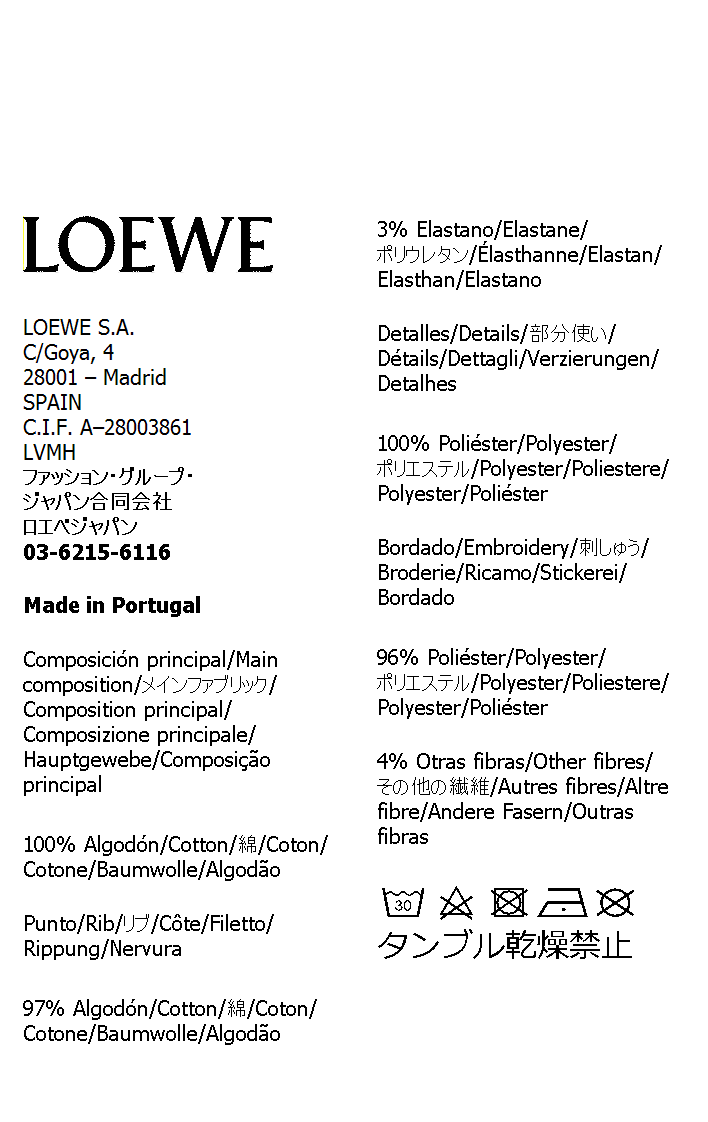 LOEWE
LOEWE S.A.
C/Goya, 4
28001 – Madrid
SPAIN
C.I.F. A–28003861
LVMH
ファッション・グループ・
ジャパン合同会社
ロエベジャパン
03-6215-6116
Made in Portugal
Composición principal/Main
composition/メインファブリック/
Composition principal/
Composizione principale/
Hauptgewebe/Composição
principal
100% Algodón/Cotton/綿/Coton/
Cotone/Baumwolle/Algodão
Punto/Rib/リブ/Côte/Filetto/
Rippung/Nervura
97% Algodón/Cotton/綿/Coton/
Cotone/Baumwolle/Algodão
3% Elastano/Elastane/
ポリウレタン/Élasthanne/Elastan/
Elasthan/Elastano
Detalles/Details/部分使い/
Détails/Dettagli/Verzierungen/
Detalhes
100% Poliéster/Polyester/
ポリエステル/Polyester/Poliestere/
Polyester/Poliéster
Bordado/Embroidery/刺しゅう/
Broderie/Ricamo/Stickerei/
Bordado
96% Poliéster/Polyester/
ポリエステル/Polyester/Poliestere/
Polyester/Poliéster
4% Otras fibras/Other fibres/
その他の繊維/Autres fibres/Altre
fibre/Andere Fasern/Outras
fibras
30
タンブル乾燥禁止